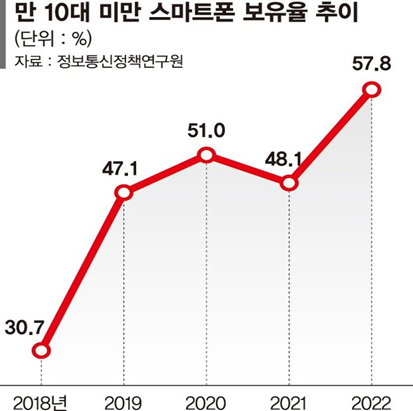 만 10대 미만 스마트폰 보유율 추이
(단위 : %)
자료 : 정보통신정책연구원
57.8
51.0
47.1
48.1
30.7
2018년 2019 2020 2021 2022